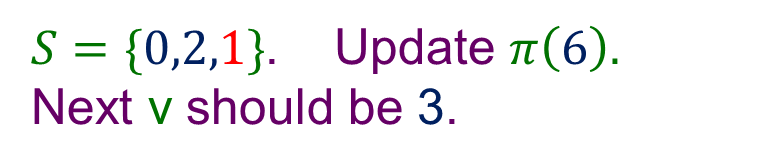 S = {0,2,1}. Update π(6).
Next v should be 3.